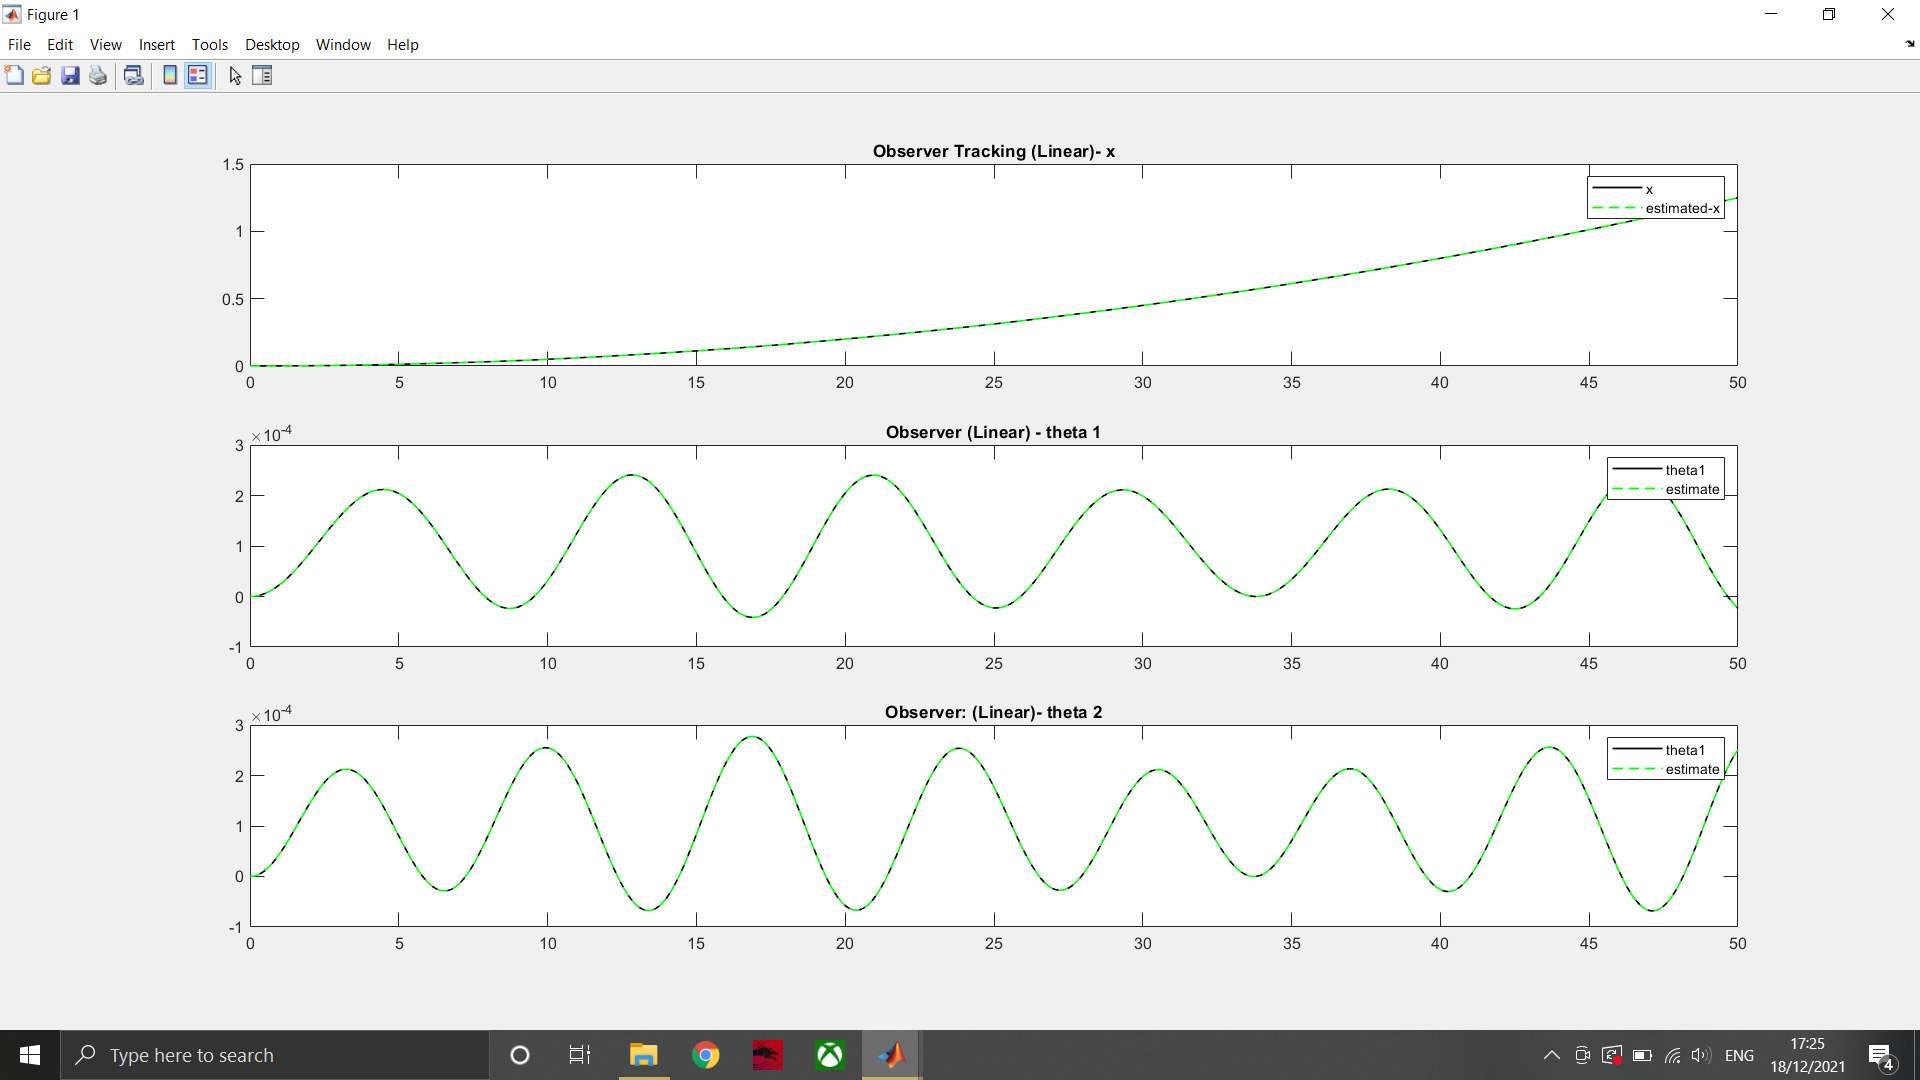 Figure 1
File Edit View Insert Tools Desktop Window Help
Observer Tracking (Linear)- x
1.5
1
0.5
0
0 5 10 15 20 25 30 35 40 45 50
x
estimated-x
×10-4
Observer (Linear) - theta 1
3
2
1
0
-1
0 5 10 15 20 25 30 35 40 45 50
theta1
estimate
×10-4
Observer: (Linear)- theta 2
3
2
1
0
-1
0 5 10 15 20 25 30 35 40 45 50
theta1
estimate
Type here to search
ENG
17:25
18/12/2021
4